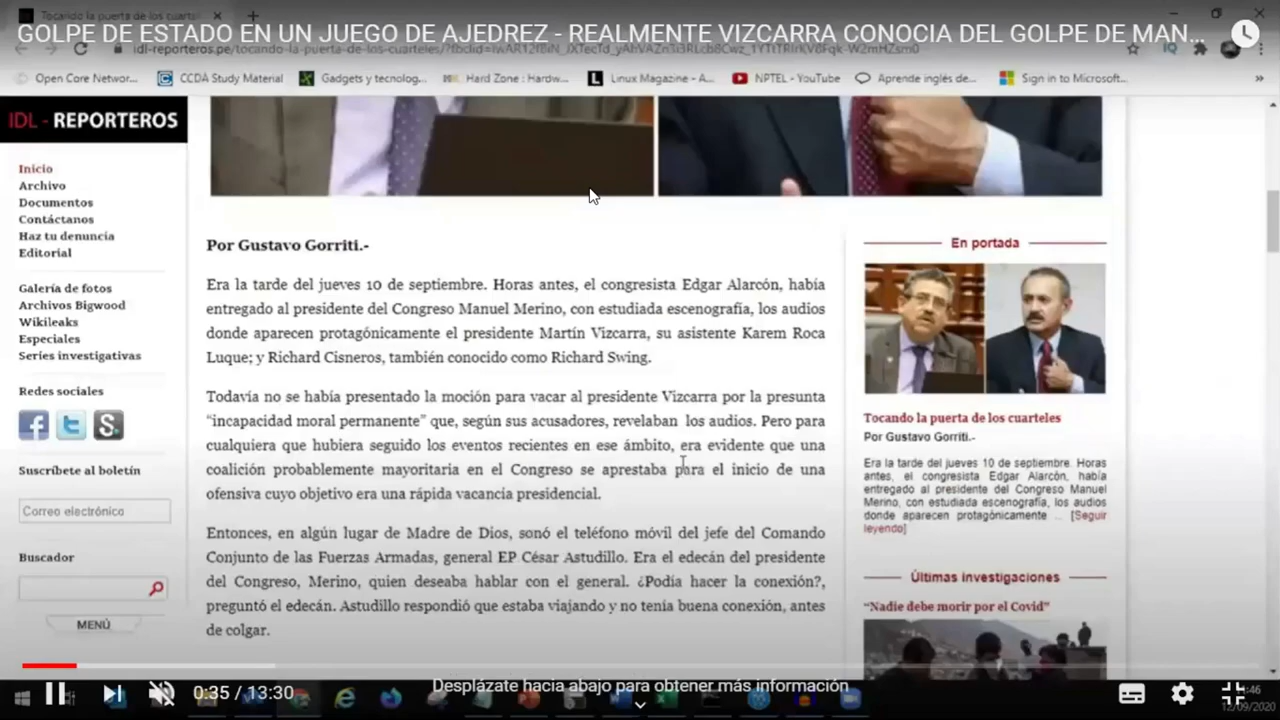 Tocando la puerta de los cuartel
GOLPE DE ESTADO EN UN JUEGO DE AJEDREZ - REALMENTE VIZCARRA CONOCIA DEL GOLPE DE MAN...
idl-reporteros.pe/tocando-la-puerta-de-los-cuarteles/
Open Core Networ...
CCDA Study Material
Gadgets y tecnolog...
Hard Zone : Hardw...
Linux Magazine - A...
NPTEL - YouTube
Aprende inglés de...
Sign in to Microsoft...
IDL - REPORTEROS
Inicio
Archivo
Documentos
Contáctanos
Haz tu denuncia
Editorial
Galería de fotos
Archivos Bigwood
Wikileaks
Especiales
Series investigativas
Redes sociales
Suscríbete al boletín
Correo electrónico
Buscador
MENÚ
Por Gustavo Gorriti.-
Era la tarde del jueves 10 de septiembre. Horas antes, el congresista Edgar Alarcón, había
entregado al presidente del Congreso Manuel Merino, con estudiada escenografía, los audios
donde aparecen protagónicamente el presidente Martín Vizcarra, su asistente Karem Roca
Luque; y Richard Cisneros, también conocido como Richard Swing.
Todavía no se había presentado la moción para vacar al presidente Vizcarra por la presunta
“incapacidad moral permanente” que, según sus acusadores, revelaban los audios. Pero para
cualquiera que hubiera seguido los eventos recientes en ese ámbito, era evidente que una
coalición probablemente mayoritaria en el Congreso se aprestaba para el inicio de una
ofensiva cuyo objetivo era una rápida vacancia presidencial.
Entonces, en algún lugar de Madre de Dios, sonó el teléfono móvil del jefe del Comando
Conjunto de las Fuerzas Armadas, general EP César Astudillo. Era el edecán del presidente
del Congreso, Merino, quien deseaba hablar con el general. ¿Podía hacer la conexión?,
preguntó el edecán. Astudillo respondió que estaba viajando y no tenía buena conexión, antes
de colgar.
En portada
Tocando la puerta de los cuarteles
Por Gustavo Gorriti.-
Era la tarde del jueves 10 de septiembre. Horas
antes, el congresista Edgar Alarcón, había
entregado al presidente del Congreso Manuel
Merino, con estudiada escenografía, los audios
donde aparecen protagónicamente ... [Seguir
leyendo]
Últimas investigaciones
“Nadie debe morir por el Covid”
0:35 / 13:30
Desplázate hacia abajo para obtener más información
:46
12/09/2020